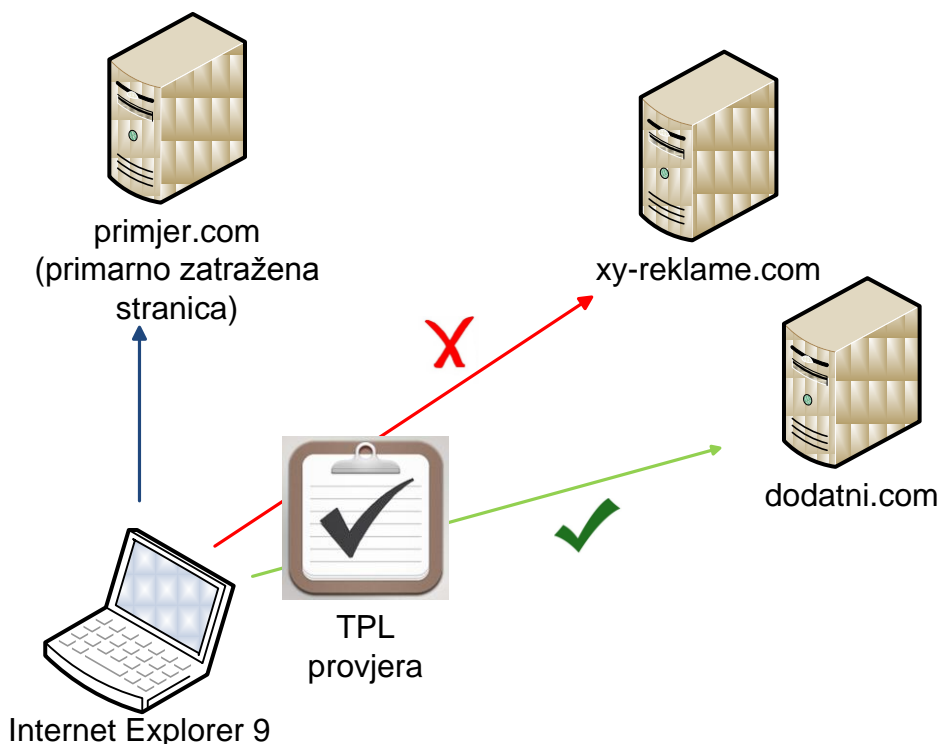 primjer.com
(primarno zatražena
stranica)
xy-reklame.com
dodatni.com
TPL
provjera
Internet Explorer 9